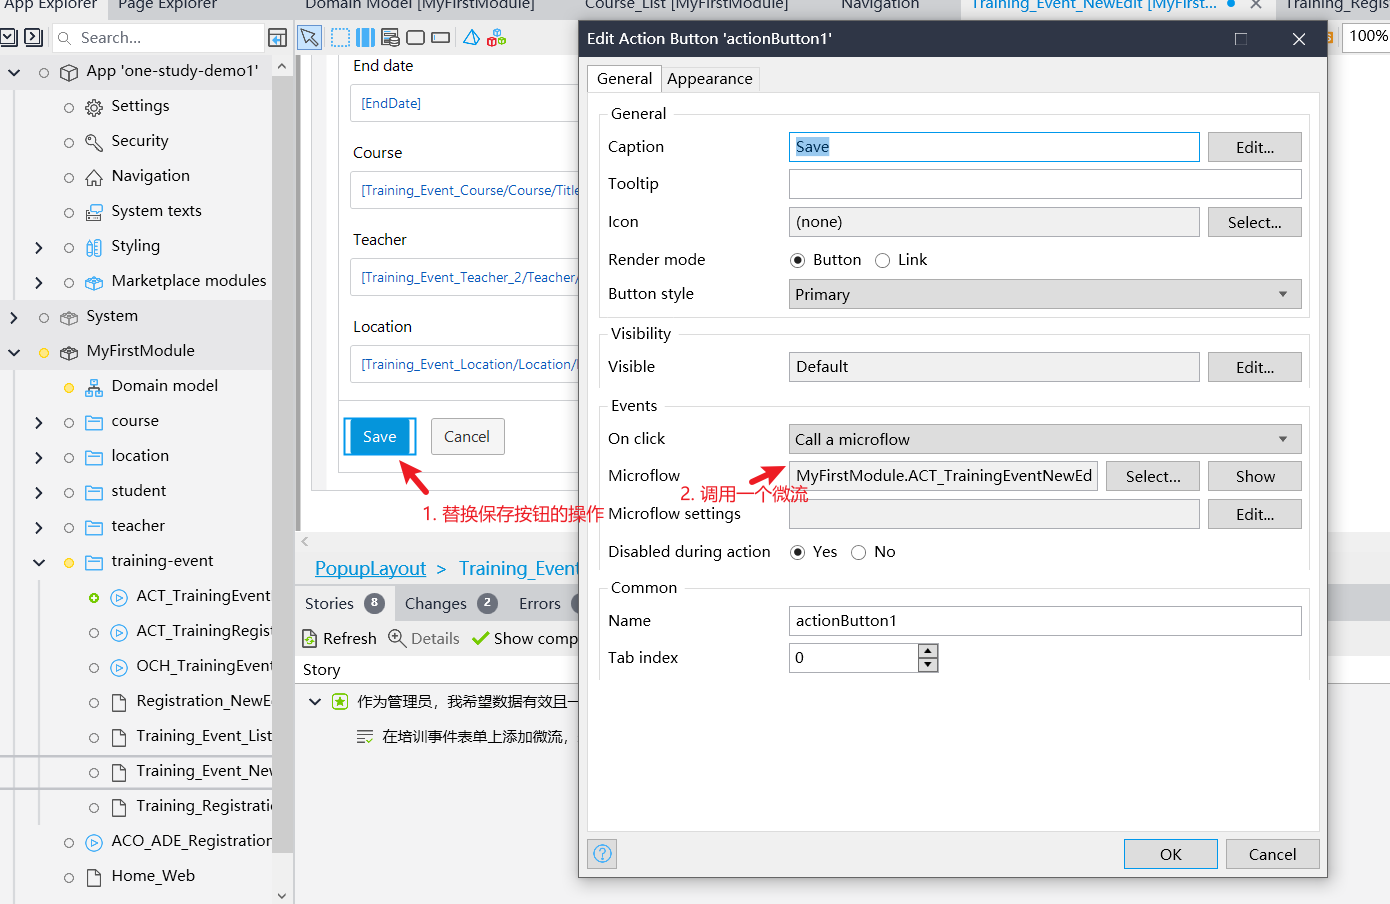 App Explorer
Page Explorer
Domain Model [MyFirstModule]
Course_List [MyFirstModule]
Navigation
Training_Event_NewEdit [MyFirst...
Training_Regis
Search...
100%
App 'one-study-demo1'
Settings
Security
Navigation
System texts
Styling
Marketplace modules
System
MyFirstModule
Domain model
course
location
student
teacher
training-event
ACT_TrainingEvent
ACT_TrainingRegist
OCH_TrainingEvent
Registration_NewE
Training_Event_List
Training_Event_New
Training_Registratio
ACO_ADE_Registration
Home_Web
End date
[EndDate]
Course
[Training_Event_Course/Course/Title
Teacher
[Training_Event_Teacher_2/Teacher/
Location
[Training_Event_Location/Location/
Save
Cancel
1. 替换保存按钮的操作
PopupLayout > Training_Event
Stories 8
Changes 2
Errors
Refresh
Details
Show comp
Story
作为管理员，我希望数据有效且一
在培训事件表单上添加微流，
Edit Action Button 'actionButton1'
General
Appearance
General
Caption
Save
Edit...
Tooltip
Icon
(none)
Select...
Render mode
Button
Link
Button style
Primary
Visibility
Visible
Default
Edit...
Events
On click
Call a microflow
Microflow
MyFirstModule.ACT_TrainingEventNewEd
Select...
Show
2. 调用一个微流
Microflow settings
Edit...
Disabled during action
Yes
No
Common
Name
actionButton1
Tab index
0
OK
Cancel